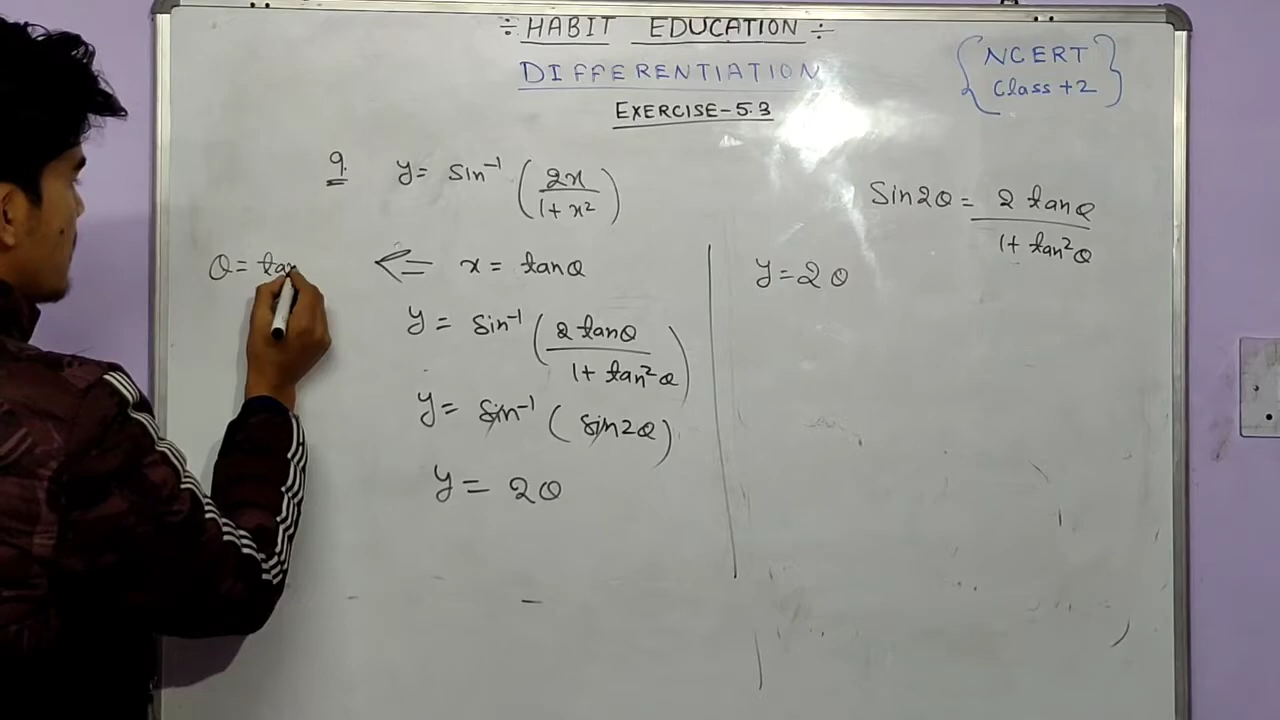 ÷ HABIT EDUCATION ÷
DIFFERENTIATION
EXERCISE-5.3
{ NCERT
Class +2 }
9. y = sin⁻¹ (2x / 1 + x²)
Sin2θ = 2 tanθ / 1 + tan²θ
θ = tan ⇐ x = tanθ
y = sin⁻¹ (2 tanθ / 1 + tan²θ)
y = sin⁻¹ (sin2θ)
y = 2θ
y = 2θ